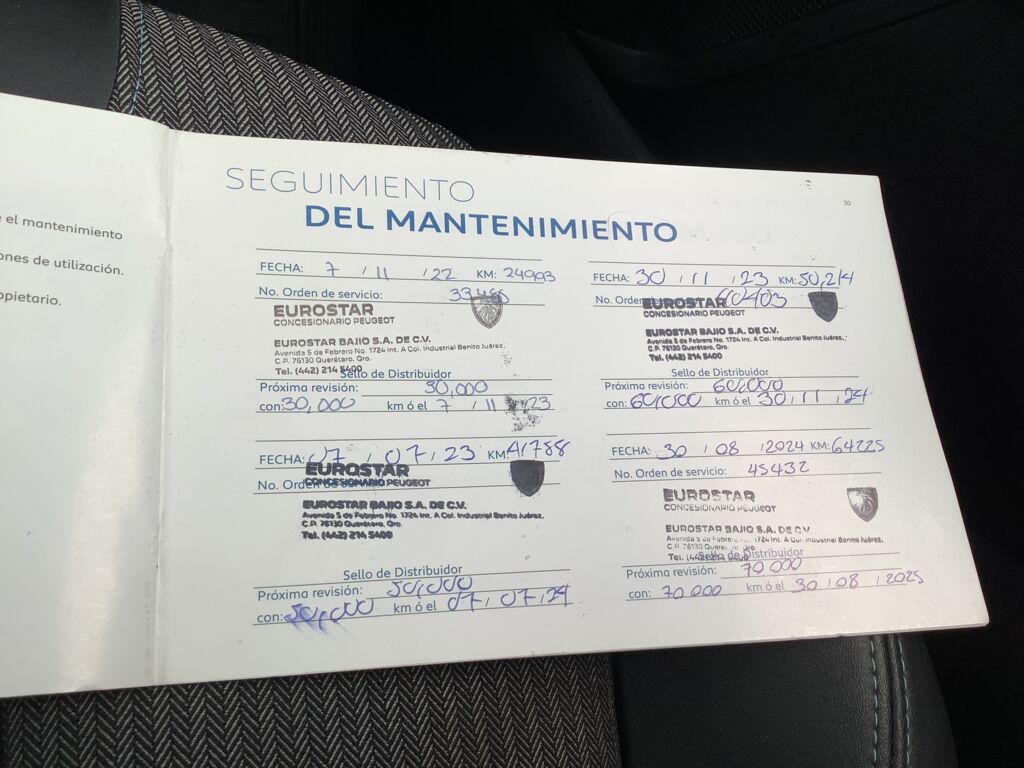 e el mantenimiento
ones de utilización.
opietario.
30
SEGUIMIENTO
DEL MANTENIMIENTO
FECHA: 7 / 11 / 22 KM: 24993
No. Orden de servicio: 33486
EUROSTAR
CONCESIONARIO PEUGEOT
EUROSTAR BAJIO S.A. DE C.V.
Avenida 5 de Febrero No. 1724 Int. A Col. Industrial Benito Juárez,
C.P. 76130 Querétaro, Qro.
Tel. (442) 214 5400
Sello de Distribuidor
Próxima revisión: 30,000
con: 30,000 km ó el 7 / 11 / 23
FECHA: 07 / 07 / 23 KM: 41788
No. Orden de servicio:
EUROSTAR
CONCESIONARIO PEUGEOT
EUROSTAR BAJIO S.A. DE C.V.
Avenida 5 de Febrero No. 1724 Int. A Col. Industrial Benito Juárez,
C.P. 76130 Querétaro, Qro.
Tel. (442) 214 5400
Sello de Distribuidor
Próxima revisión: 50,000
con: 50,000 km ó el 07 / 07 / 24
FECHA: 30 / 11 / 23 KM: 50,214
No. Orden 60403
EUROSTAR
CONCESIONARIO PEUGEOT
EUROSTAR BAJIO S.A. DE C.V.
Avenida 5 de Febrero No. 1724 Int. A Col. Industrial Benito Juárez,
C.P. 76130 Querétaro, Qro.
Tel. (442) 214 5400
Sello de Distribuidor
Próxima revisión: 60,000
con: 60,000 km ó el 30 / 11 / 24
FECHA: 30 / 08 / 2024 KM: 64225
No. Orden de servicio: 45432
EUROSTAR
CONCESIONARIO PEUGEOT
EUROSTAR BAJIO S.A. DE C.V.
Avenida 5 de Febrero No. 1724 Int. A Col. Industrial Benito Juárez,
C.P. 76130 Querétaro, Qro.
Tel. (442) 214 5400
Sello de Distribuidor
Próxima revisión: 70 000
con: 70 000 km ó el 30 / 08 / 2025